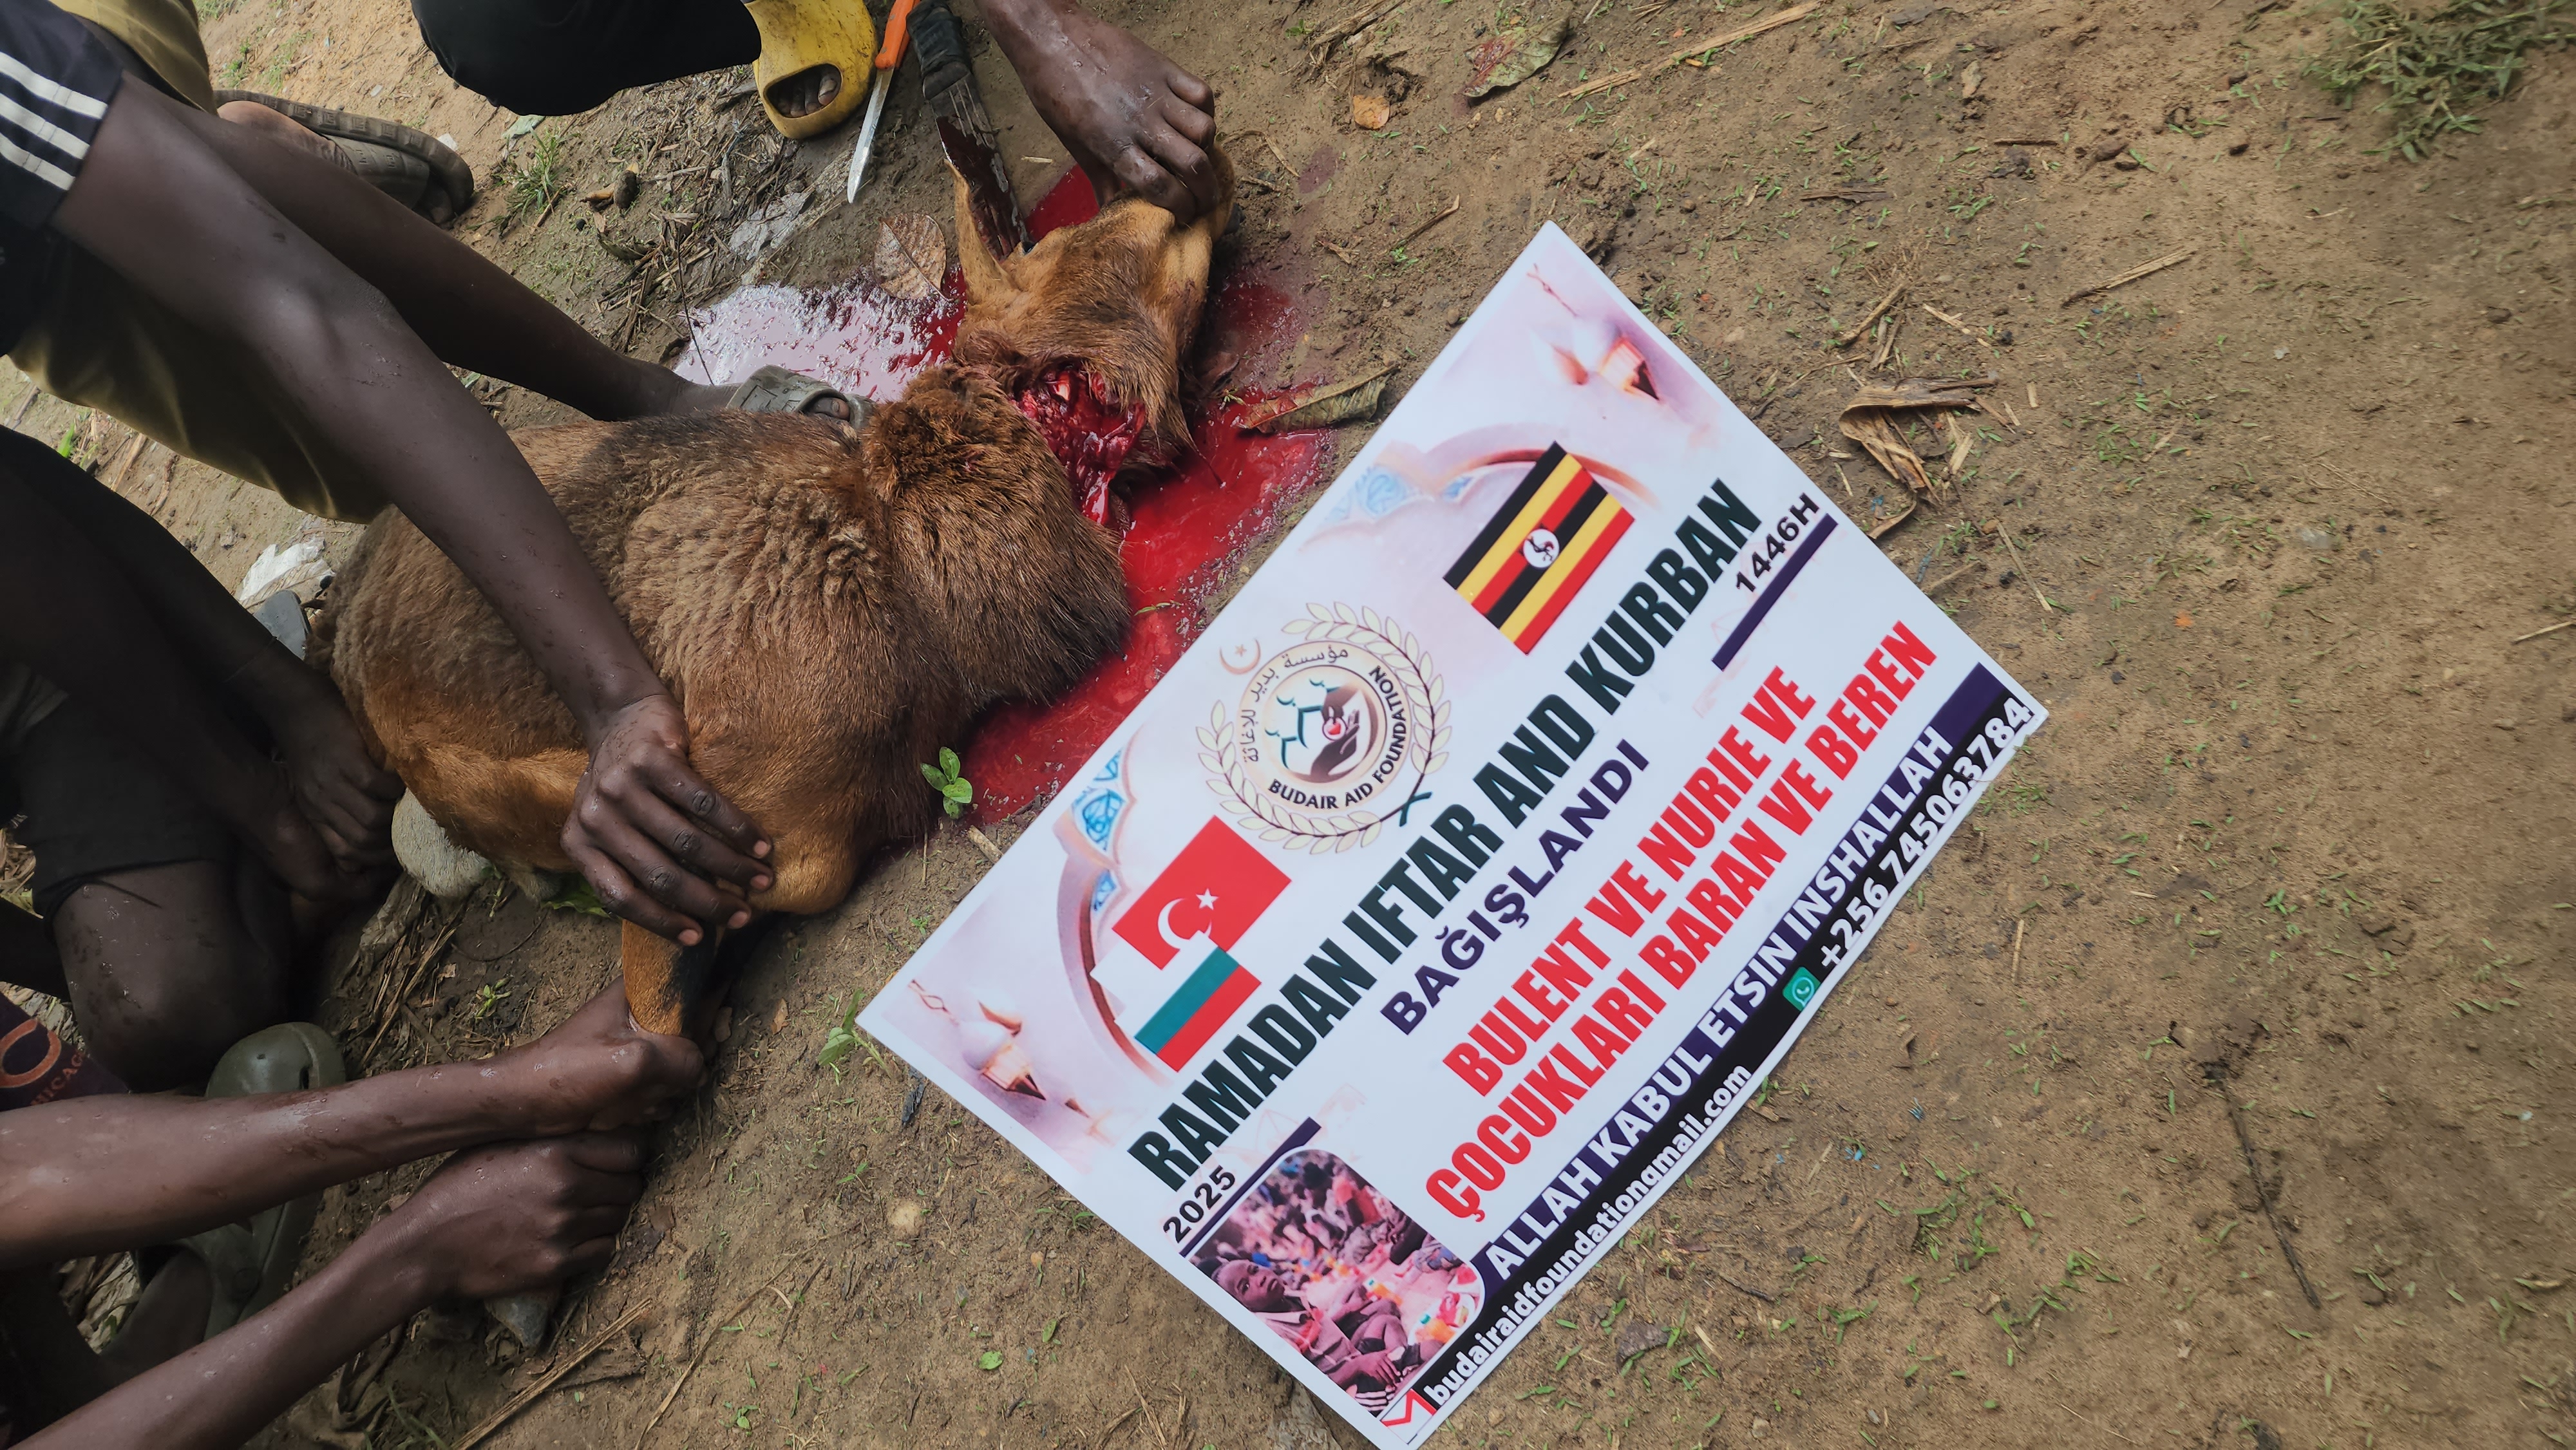 CHICAGO
مؤسسة بدير للإغاثة
BUDAIR AID FOUNDATION
2025
RAMADAN IFTAR AND KURBAN
1446H
BAĞIŞLANDI
BULENT VE NURIE VE
ÇOCUKLARI BARAN VE BEREN
ALLAH KABUL ETSIN INSHALLAH
budairaidfoundationqmail.com
+256 745063784